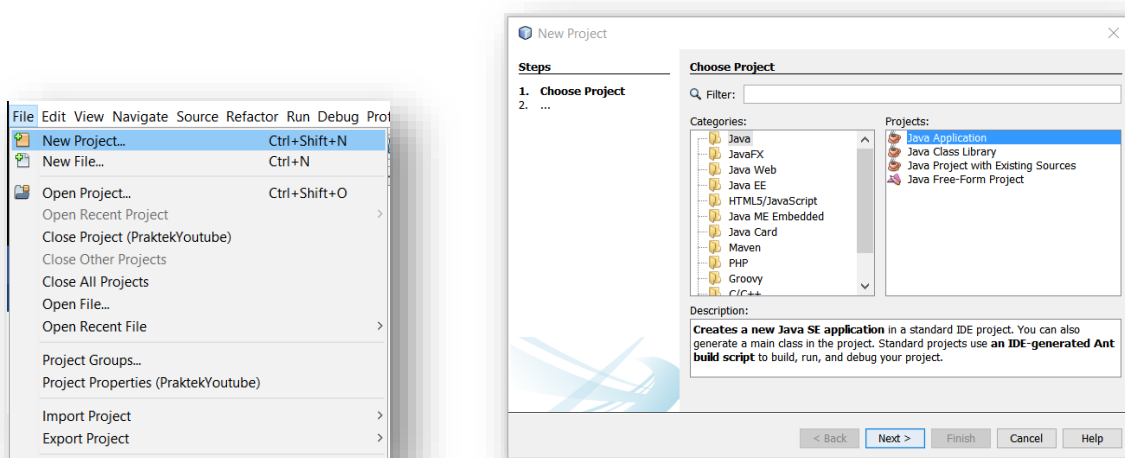 File Edit View Navigate Source Refactor Run Debug Prof
New Project... Ctrl+Shift+N
New File... Ctrl+N
Open Project... Ctrl+Shift+O
Open Recent Project
Close Project (PraktekYoutube)
Close Other Projects
Close All Projects
Open File...
Open Recent File
Project Groups...
Project Properties (PraktekYoutube)
Import Project
Export Project
New Project
Steps
1. Choose Project
2. ...
Choose Project
Filter:
Categories:
Java
JavaFX
Java Web
Java EE
HTML5/JavaScript
Java ME Embedded
Java Card
Maven
PHP
Groovy
C/C++
Projects:
Java Application
Java Class Library
Java Project with Existing Sources
Java Free-Form Project
Description:
Creates a new Java SE application in a standard IDE project. You can also
generate a main class in the project. Standard projects use an IDE-generated Ant
build script to build, run, and debug your project.
< Back Next > Finish Cancel Help